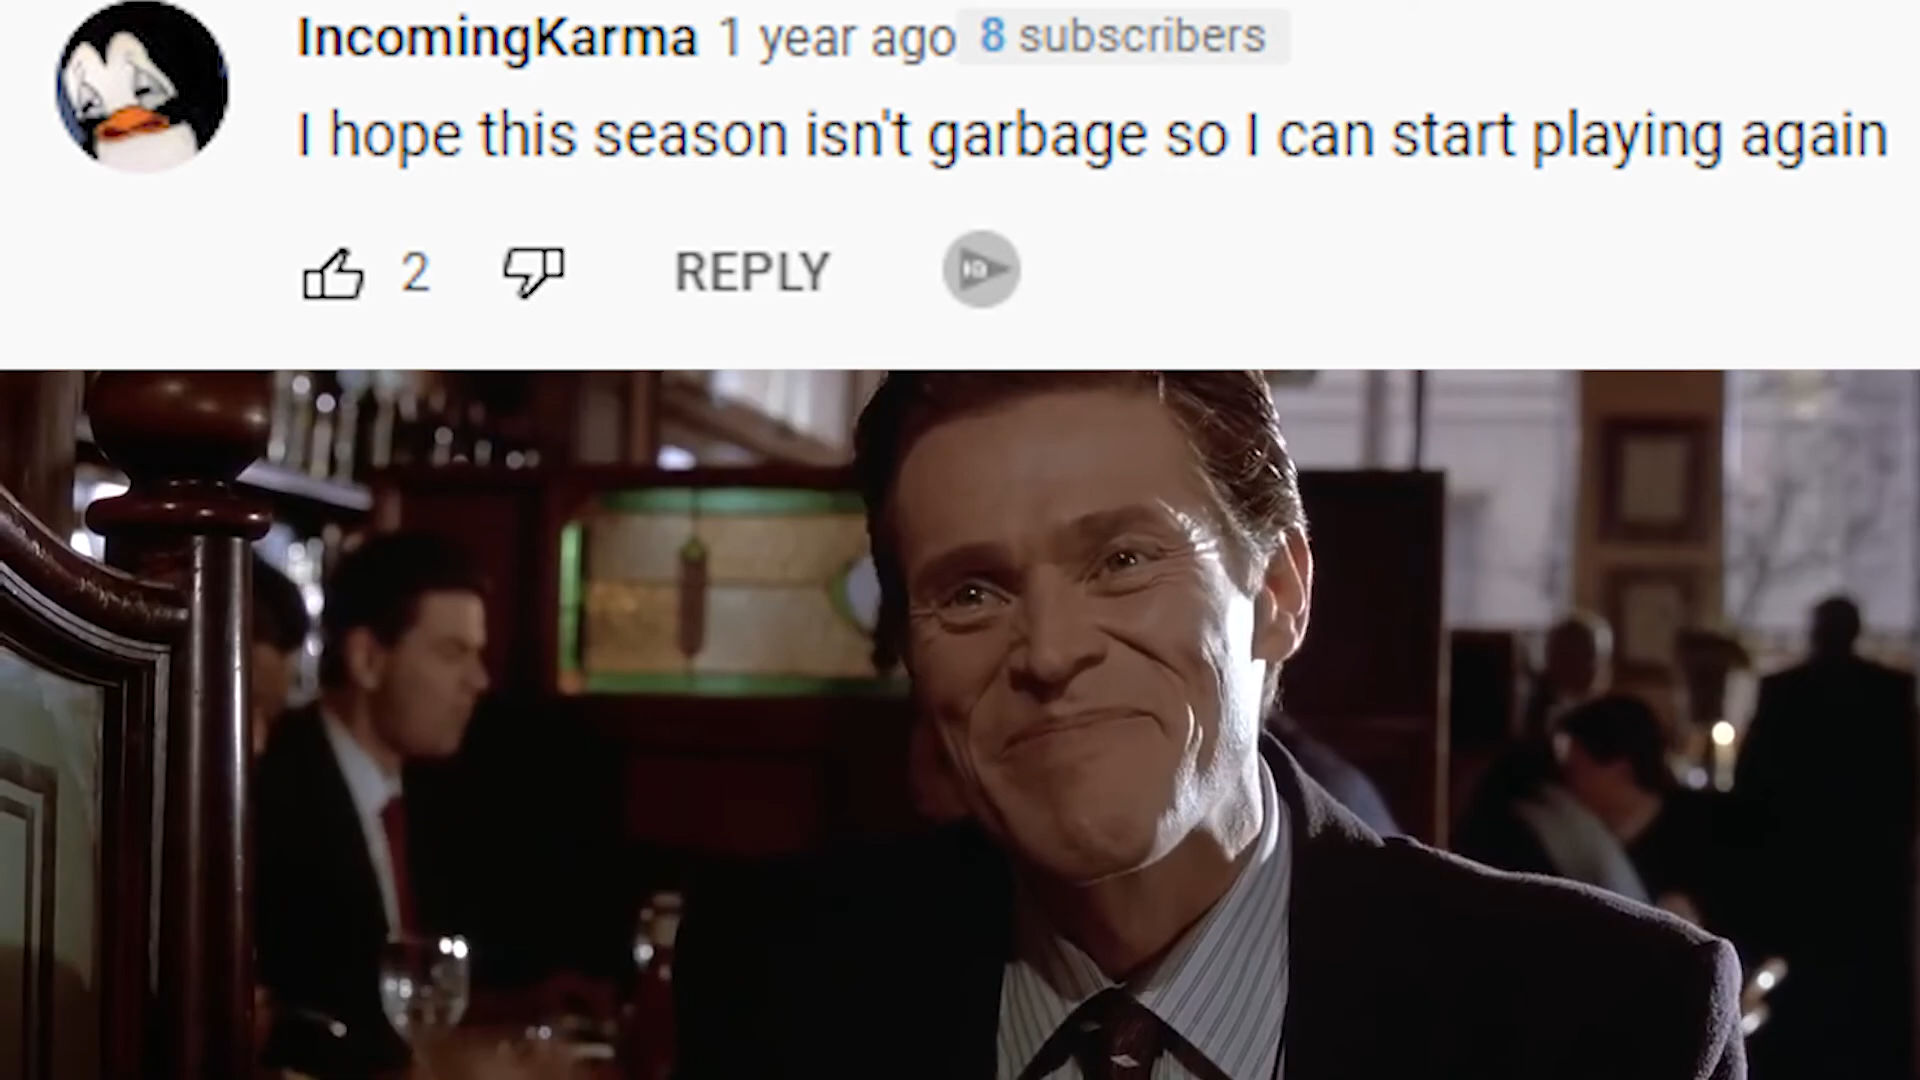 IncomingKarma 1 year ago 8 subscribers
I hope this season isn't garbage so I can start playing again
2 REPLY